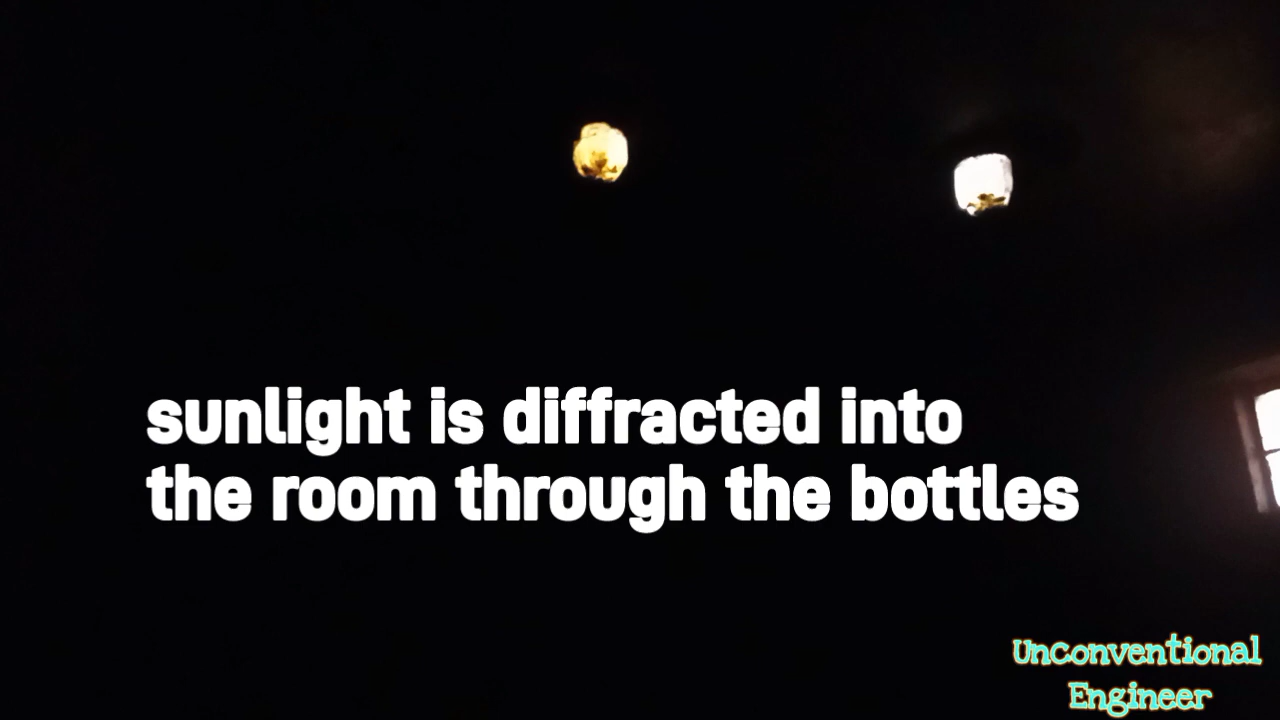 sunlight is diffracted into
the room through the bottles
Unconventional
Engineer